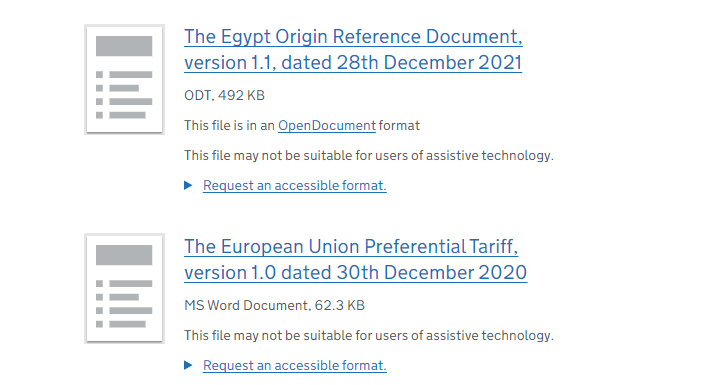 The Egypt Origin Reference Document,
version 1.1, dated 28th December 2021
ODT, 492 KB
This file is in an OpenDocument format
This file may not be suitable for users of assistive technology.
Request an accessible format.
The European Union Preferential Tariff,
version 1.0 dated 30th December 2020
MS Word Document, 62.3 KB
This file may not be suitable for users of assistive technology.
Request an accessible format.